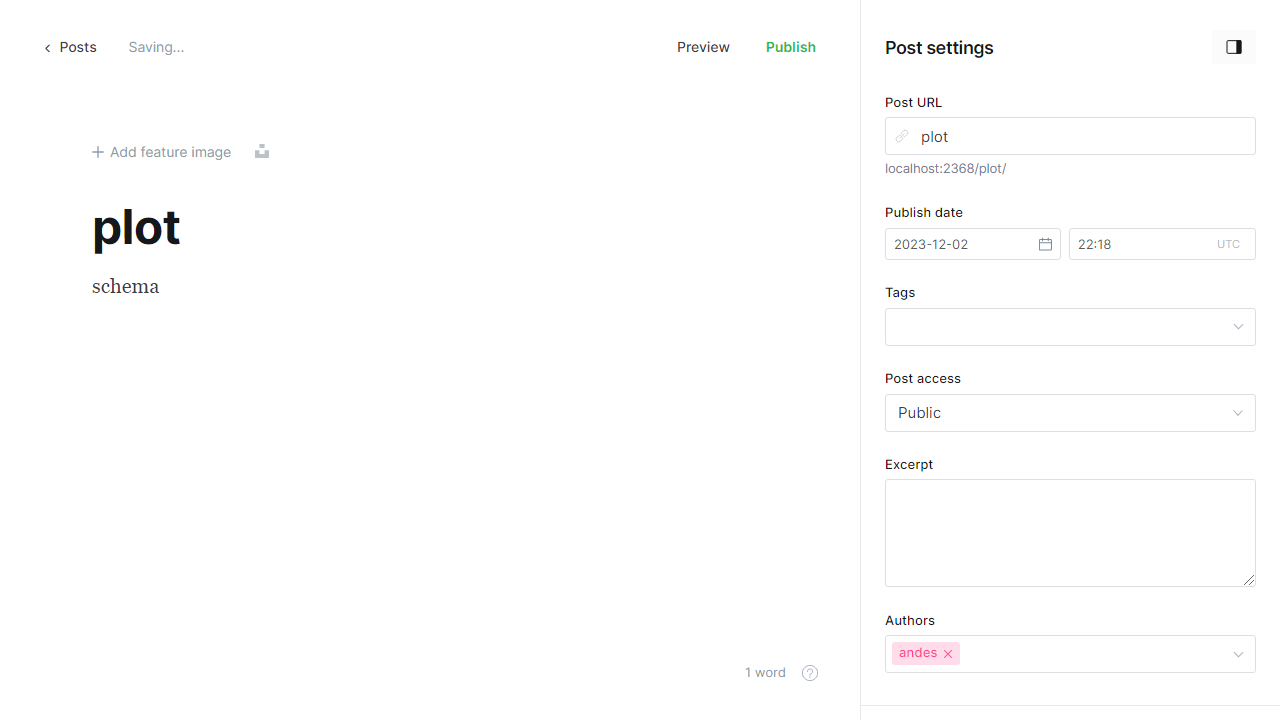 Posts
Saving...
Preview
Publish
Post settings
Add feature image
plot
schema
1 word
?
Post URL
plot
localhost:2368/plot/
Publish date
2023-12-02
22:18
UTC
Tags
Post access
Public
Excerpt
Authors
andes ×